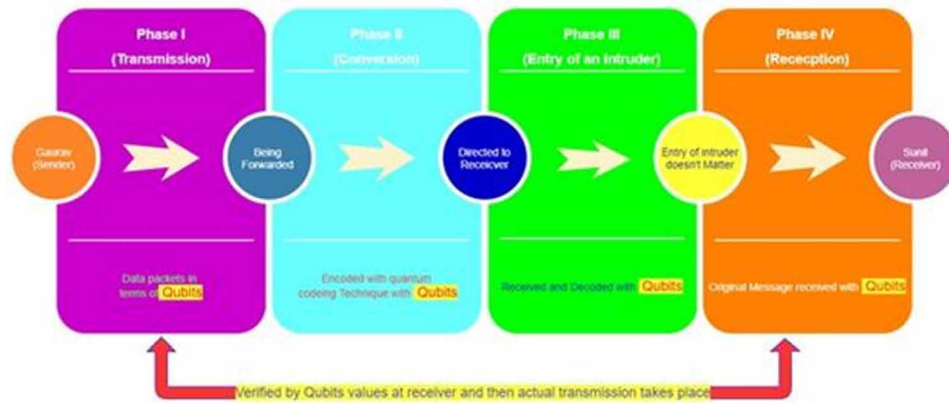 Phase I
(Transmission)
Phase II
(Conversion)
Phase III
(Entry of an Intruder)
Phase IV
(Rececption)
Gaurav
(Sender)
Being
Forwarded
Directed to
Receicver
Entry of intruder
doesn't Matter
Sunil
(Receiver)
Data packets in
terms of Qubits
Encoded with quantum
codeing Technique with Qubits
Received and Decoded with Qubits
Original Message received with Qubits
Verified by Qubits values at receiver and then actual transmission takes place